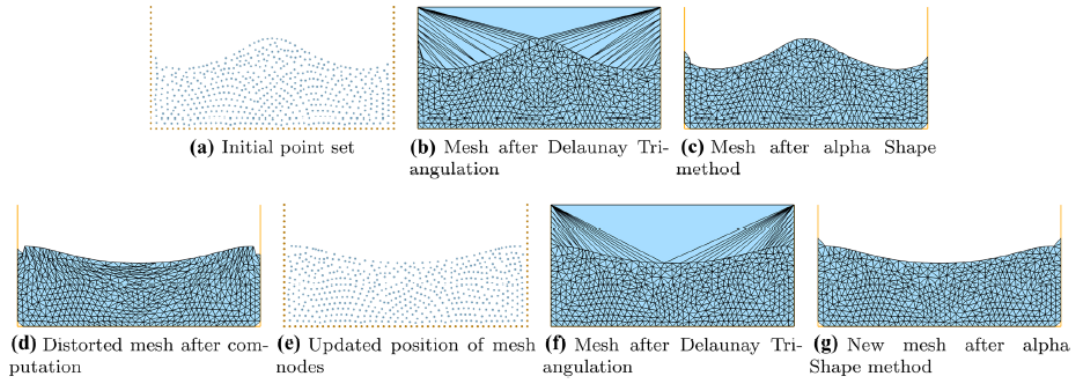 (a) Initial point set
(b) Mesh after Delaunay Tri-
angulation
(c) Mesh after alpha Shape
method
(d) Distorted mesh after com-
putation
(e) Updated position of mesh
nodes
(f) Mesh after Delaunay Tri-
angulation
(g) New mesh after alpha
Shape method